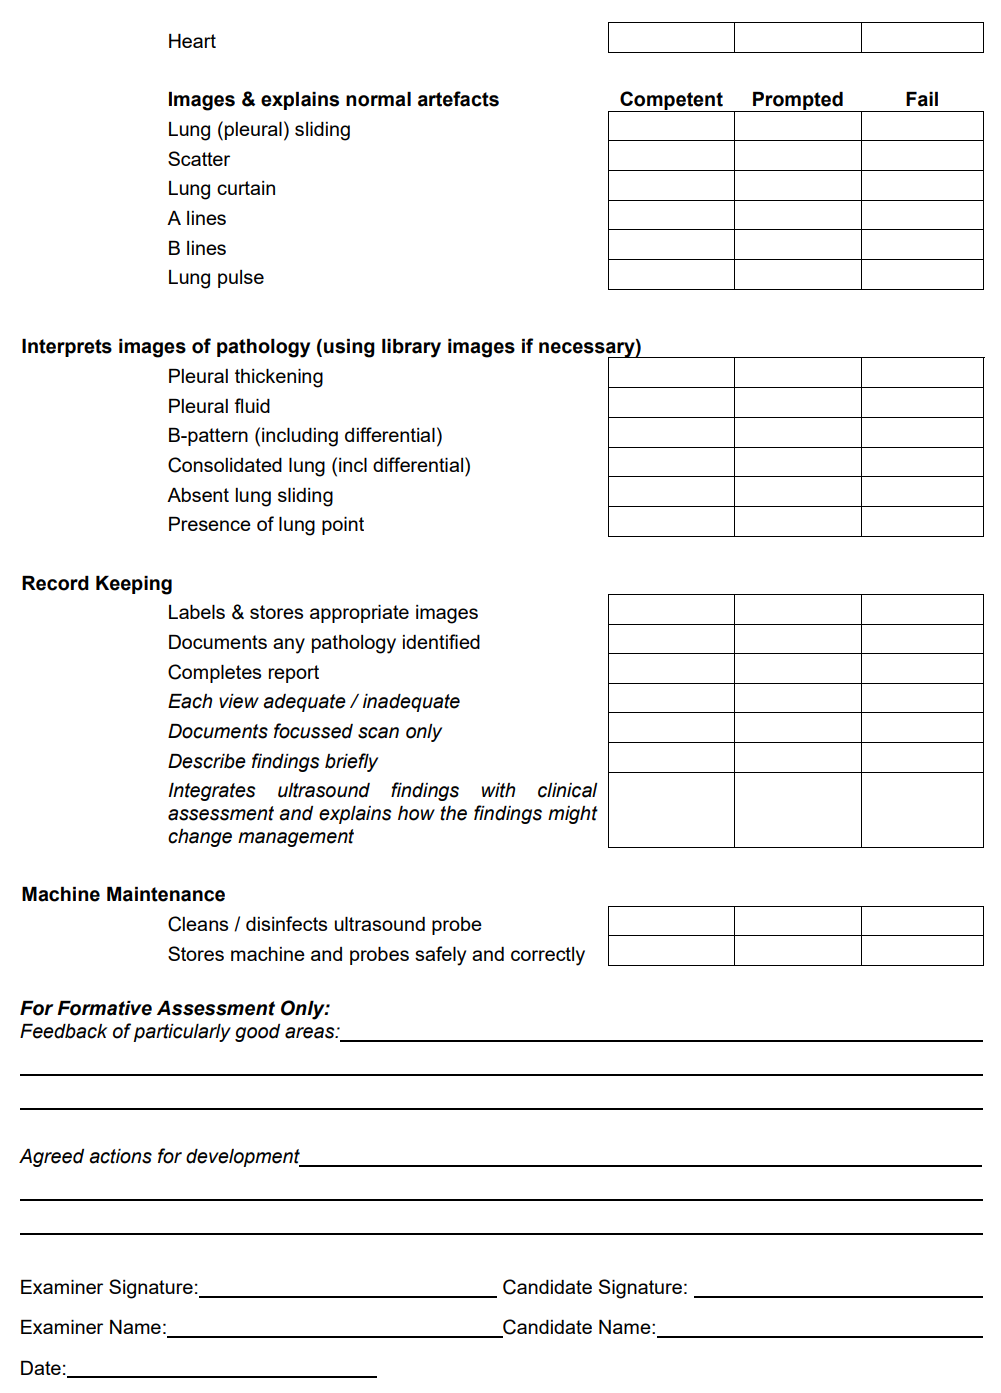 Heart
Images & explains normal artefacts Competent Prompted Fail
Lung (pleural) sliding
Scatter
Lung curtain
A lines
B lines
Lung pulse
Interprets images of pathology (using library images if necessary)
Pleural thickening
Pleural fluid
B-pattern (including differential)
Consolidated lung (incl differential)
Absent lung sliding
Presence of lung point
Record Keeping
Labels & stores appropriate images
Documents any pathology identified
Completes report
Each view adequate / inadequate
Documents focussed scan only
Describe findings briefly
Integrates ultrasound findings with clinical
assessment and explains how the findings might
change management
Machine Maintenance
Cleans / disinfects ultrasound probe
Stores machine and probes safely and correctly
For Formative Assessment Only:
Feedback of particularly good areas:
Agreed actions for development
Examiner Signature: Candidate Signature:
Examiner Name: Candidate Name:
Date: